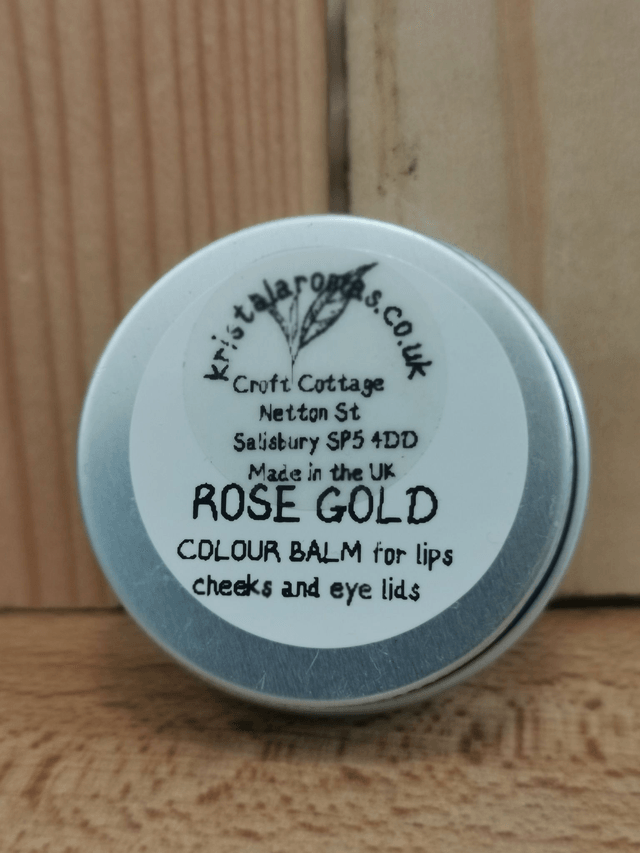 kristalaromas.co.uk
Croft Cottage
Netton St
Salisbury SP5 4DD
Made in the UK
ROSE GOLD
COLOUR BALM for lips
cheeks and eye lids